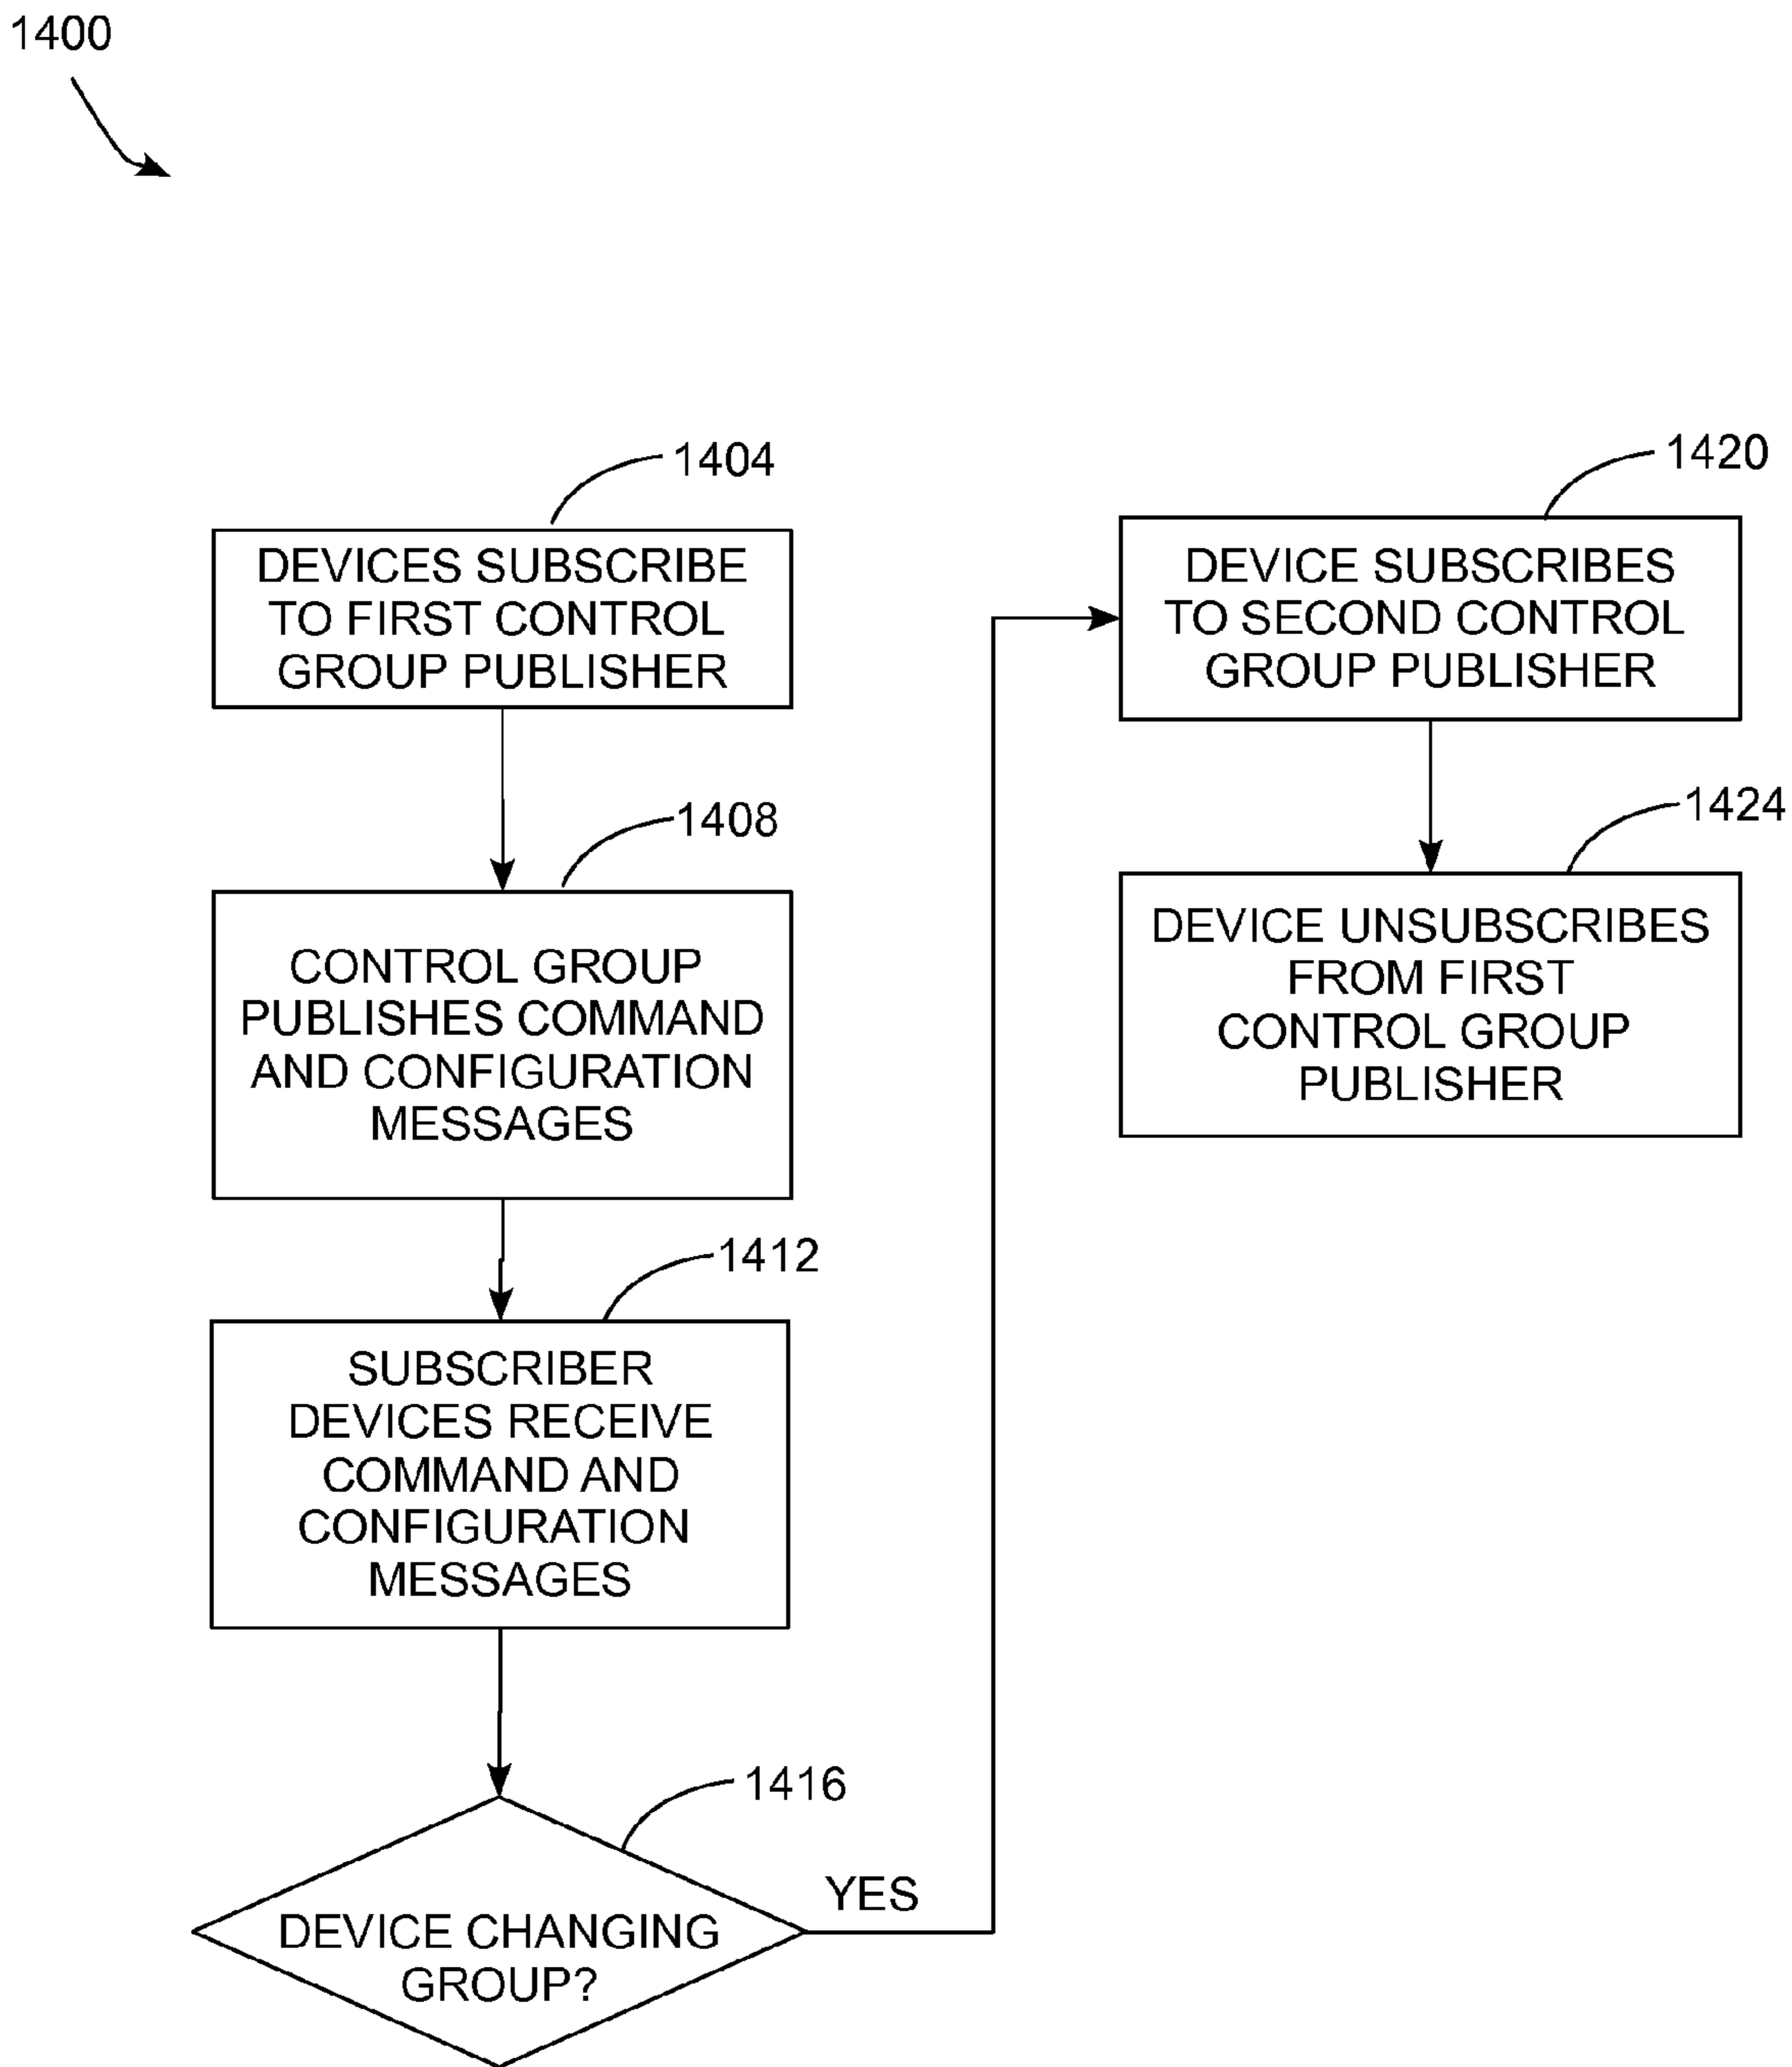 1400
1404
DEVICES SUBSCRIBE
TO FIRST CONTROL
GROUP PUBLISHER
1408
CONTROL GROUP
PUBLISHES COMMAND
AND CONFIGURATION
MESSAGES
1412
SUBSCRIBER
DEVICES RECEIVE
COMMAND AND
CONFIGURATION
MESSAGES
1416
DEVICE CHANGING
GROUP?
YES
1420
DEVICE SUBSCRIBES
TO SECOND CONTROL
GROUP PUBLISHER
1424
DEVICE UNSUBSCRIBES
FROM FIRST
CONTROL GROUP
PUBLISHER